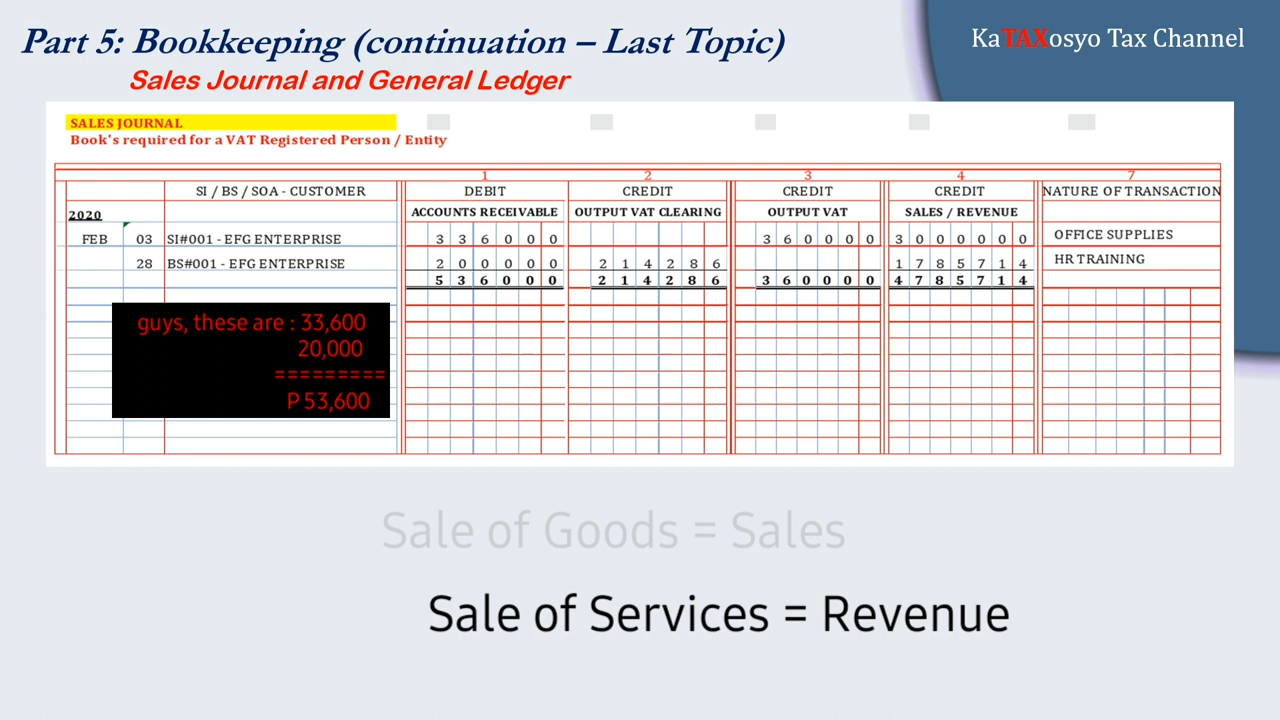 Part 5: Bookkeeping (continuation – Last Topic)
KaTAXosyo Tax Channel
Sales Journal and General Ledger
SALES JOURNAL
Book's required for a VAT Registered Person / Entity
1 2 3 4 7
SI / BS / SOA - CUSTOMER DEBIT CREDIT CREDIT CREDIT NATURE OF TRANSACTION
2020 ACCOUNTS RECEIVABLE OUTPUT VAT CLEARING OUTPUT VAT SALES / REVENUE
FEB 03 SI#001 - EFG ENTERPRISE 3 3 6 0 0 0 3 6 0 0 0 0 3 0 0 0 0 0 0 OFFICE SUPPLIES
28 BS#001 - EFG ENTERPRISE 2 0 0 0 0 0 0 2 1 4 2 8 6 1 7 8 5 7 1 4 HR TRAINING
5 3 6 0 0 0 2 1 4 2 8 6 3 6 0 0 0 0 4 7 8 5 7 1 4
guys, these are : 33,600
20,000
=========
P 53,600
Sale of Goods = Sales
Sale of Services = Revenue